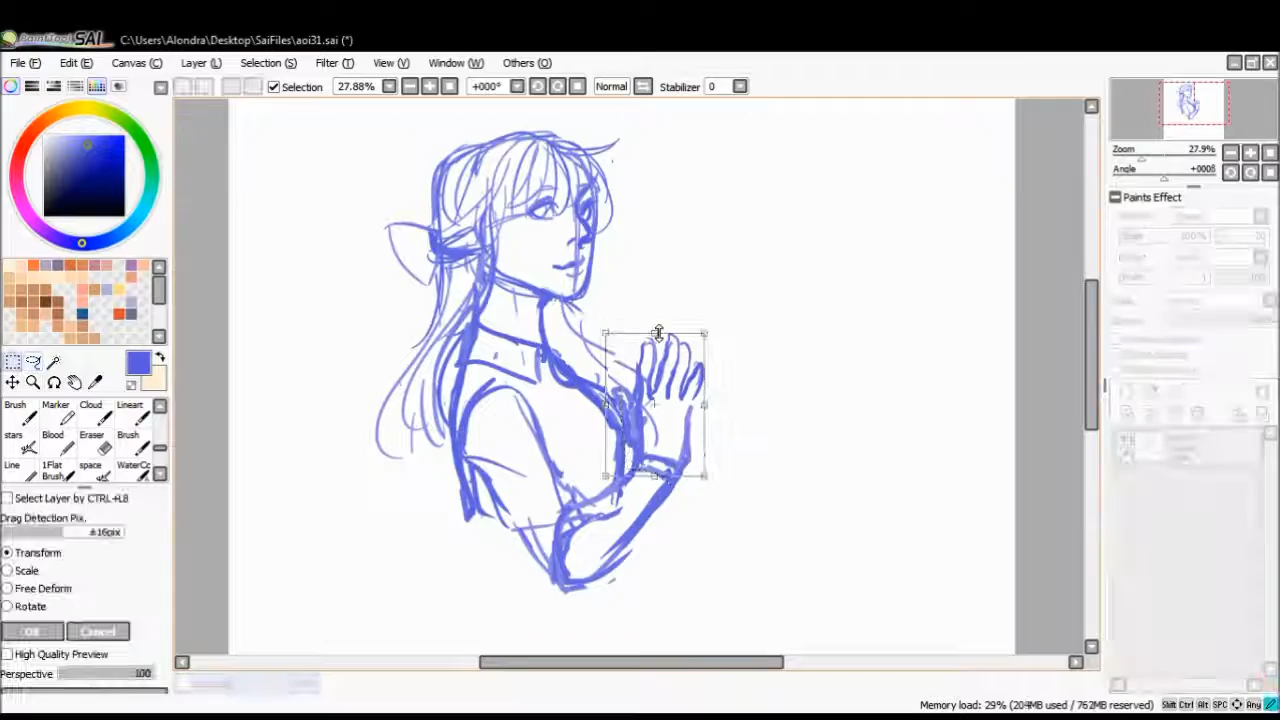 PaintTool SAI C:\Users\Alondra\Desktop\SaiFiles\aoi31.sai (*)
File (F) Edit (E) Canvas (C) Layer (L) Selection (S) Filter (T) View (V) Window (W) Others (O)
Selection 27.88% +000° Normal Stabilizer 0
Zoom 27.9%
Angle +000§
Paints Effect
Brush Marker Cloud Lineart
stars Blood Eraser Brush
Line 1Flat Brush space WaterCc
Select Layer by CTRL+LB
Drag Detection Pix.
±16pix
Transform
Scale
Free Deform
Rotate
OK Cancel
High Quality Preview
Perspective 100
Memory load: 29% (204MB used / 762MB reserved) Shift Ctrl Alt SPC Any